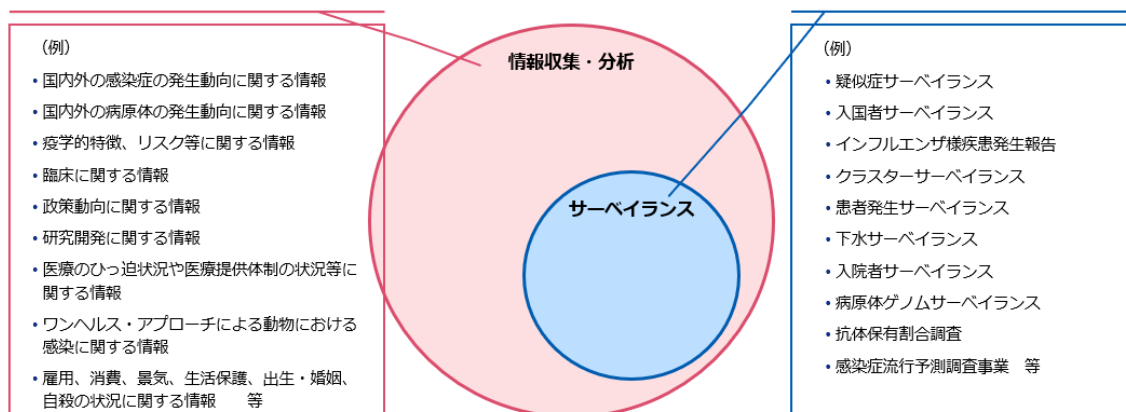 （例）
・国内外の感染症の発生動向に関する情報
・国内外の病原体の発生動向に関する情報
・疫学的特徴、リスク等に関する情報
・臨床に関する情報
・政策動向に関する情報
・研究開発に関する情報
・医療のひっ迫状況や医療提供体制の状況等に
関する情報
・ワンヘルス・アプローチによる動物における
感染に関する情報
・雇用、消費、景気、生活保護、出生・婚姻、
自殺の状況に関する情報　等
情報収集・分析
サーベイランス
（例）
・疑似症サーベイランス
・入国者サーベイランス
・インフルエンザ様疾患発生報告
・クラスターサーベイランス
・患者発生サーベイランス
・下水サーベイランス
・入院者サーベイランス
・病原体ゲノムサーベイランス
・抗体保有割合調査
・感染症流行予測調査事業　等